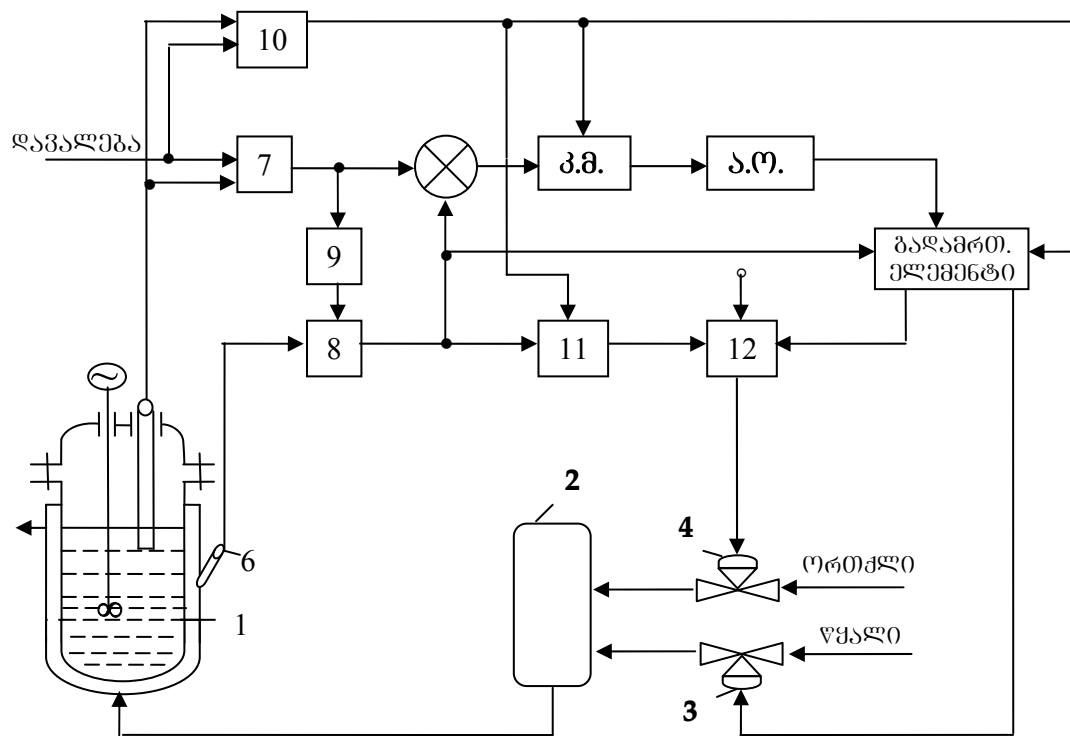 10
დავალება
7
კ.მ.
ა.ო.
9
გადამრთ.
ელემენტი
8
11
12
2
4
6
ორთქლი
1
წყალი
3